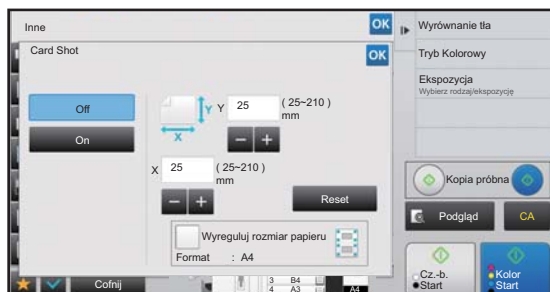 Inne
OK
Card Shot
OK
Off
On
Y Y 25 ( 25~210 )
mm
X
X 25 ( 25~210 )
mm
Reset
Wyreguluj rozmiar papieru
Format : A4
Cofnij
3 B4
4 A3
A4
Wyrównanie tła
Tryb Kolorowy
Ekspozycja
Wybierz rodzaj/ekspozycję
Kopia próbna
Podgląd
CA
Cz.-b.
Start
Kolor
Start